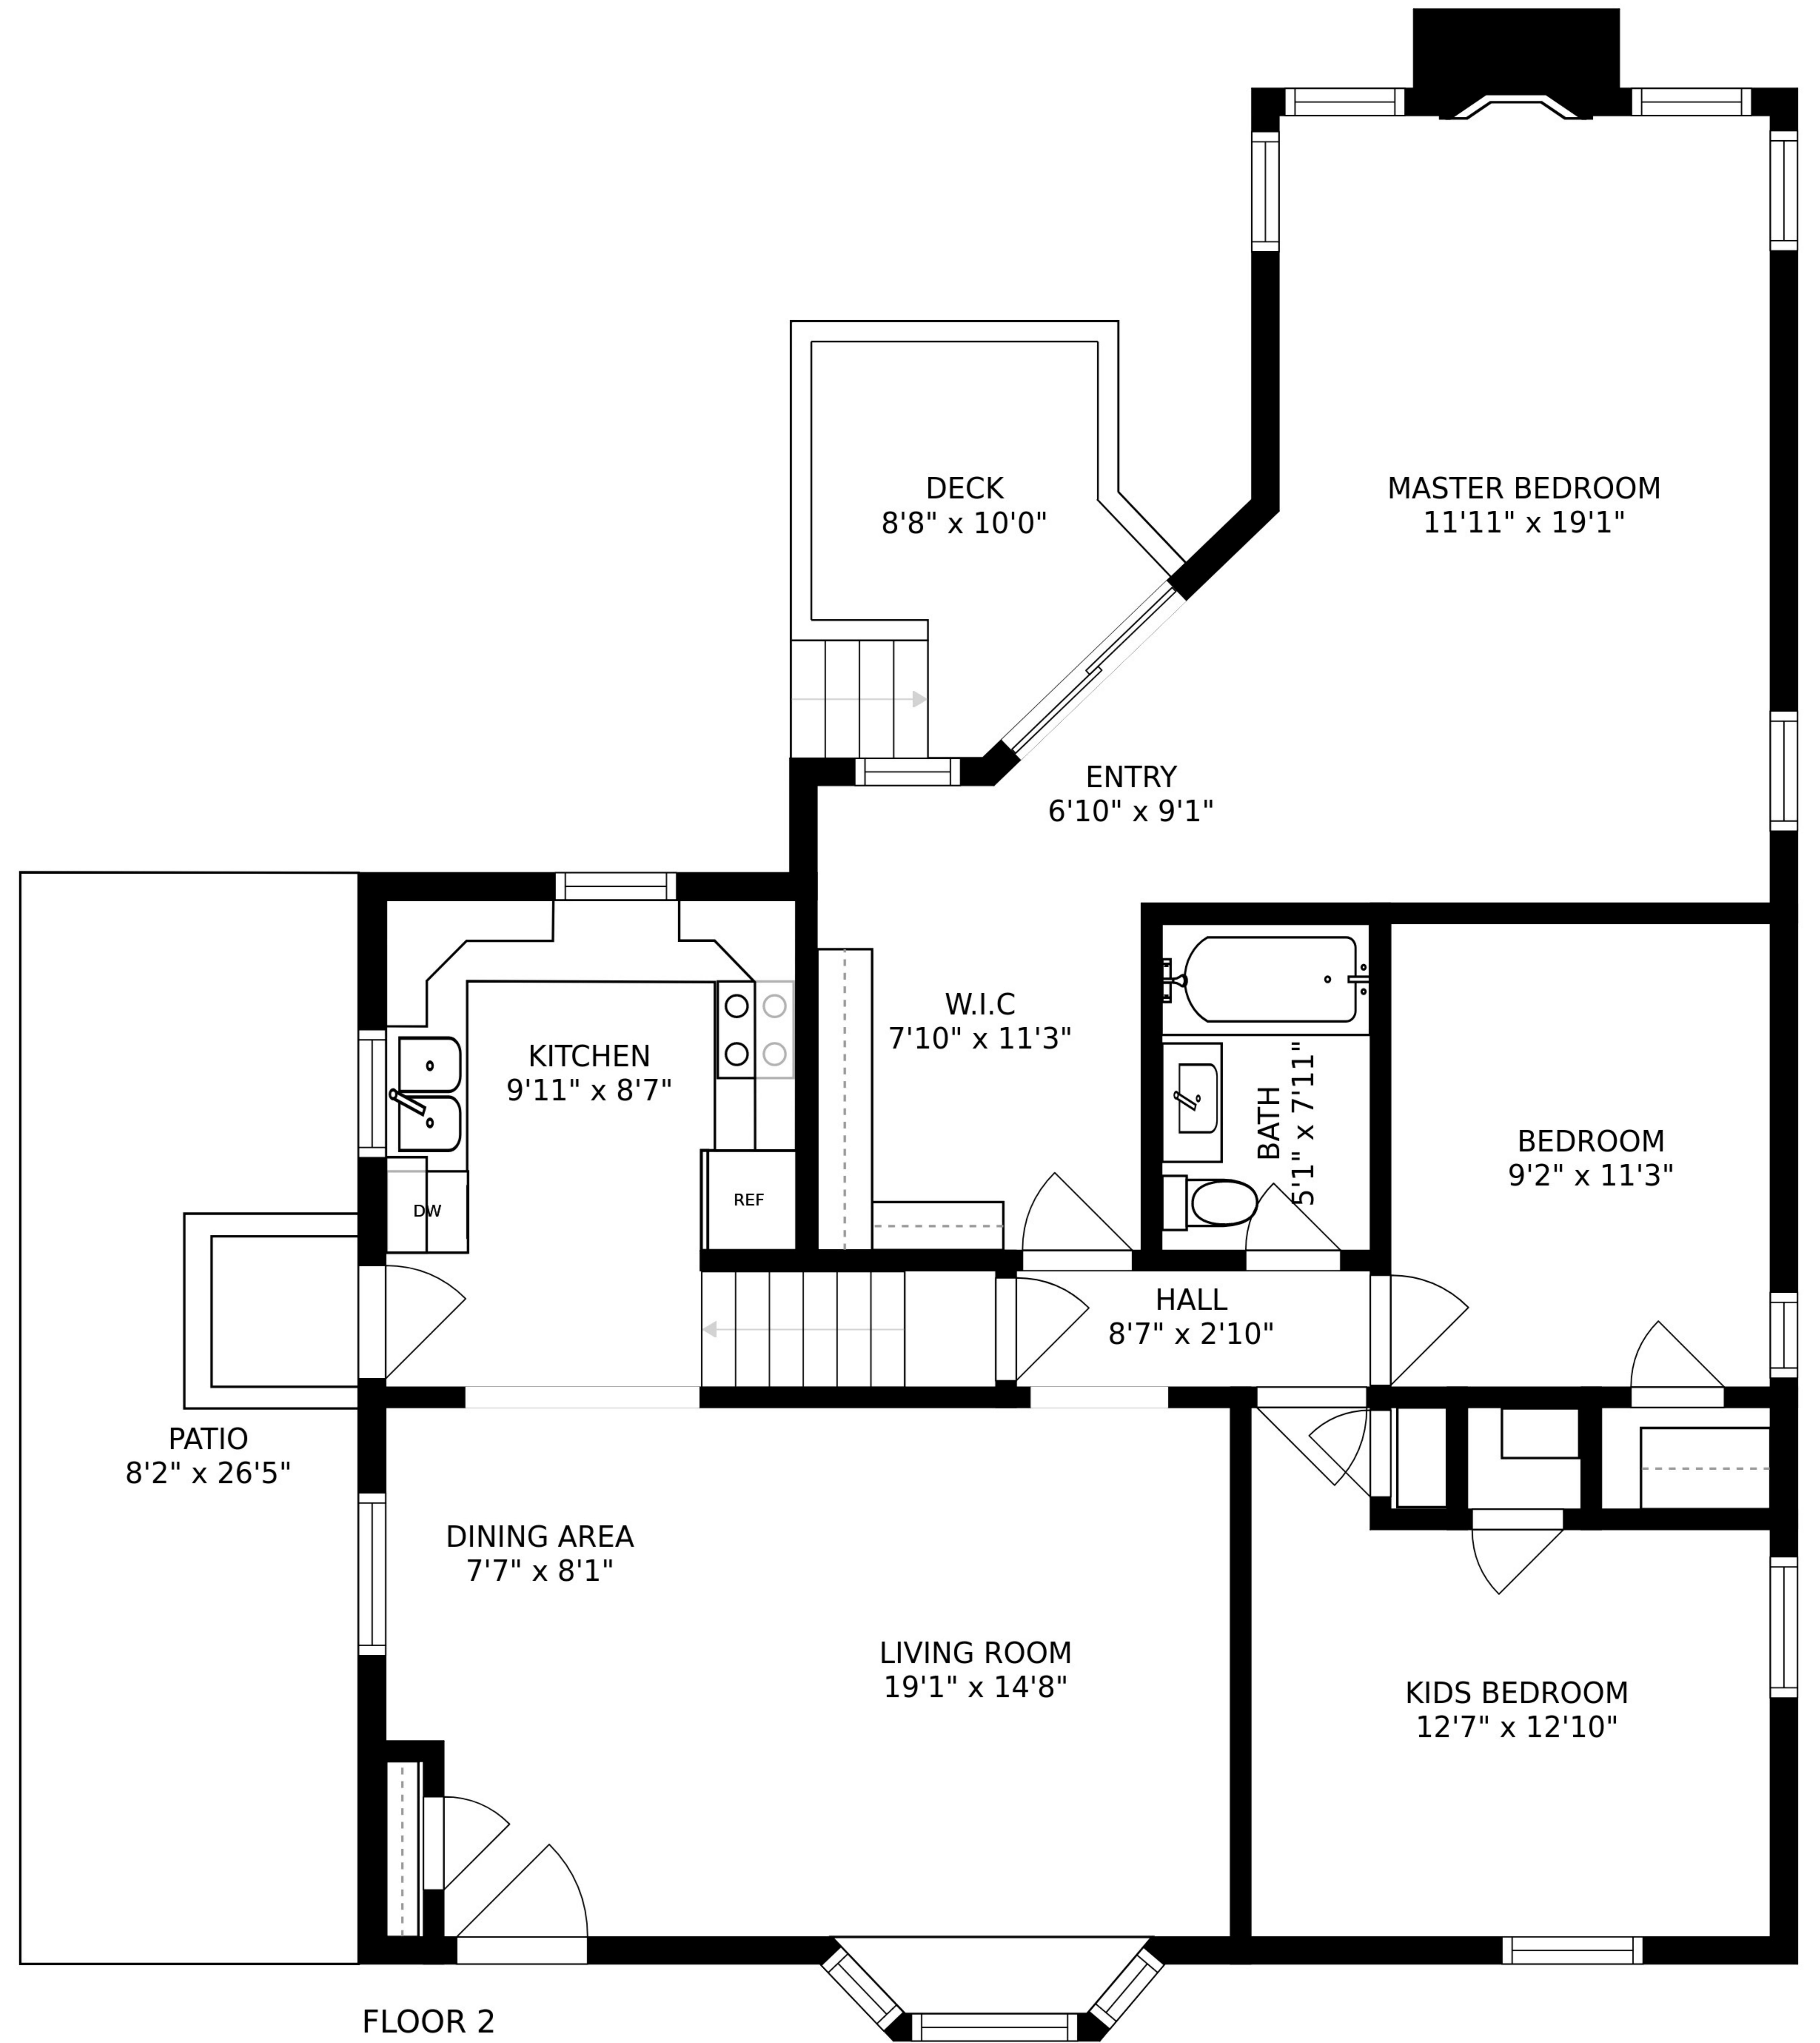 MASTER BEDROOM
11'11" x 19'1"
DECK
8'8" x 10'0"
ENTRY
6'10" x 9'1"
W.I.C
7'10" x 11'3"
KITCHEN
9'11" x 8'7"
BATH
5'1" x 7'11"
BEDROOM
9'2" x 11'3"
DW
REF
HALL
8'7" x 2'10"
PATIO
8'2" x 26'5"
DINING AREA
7'7" x 8'1"
LIVING ROOM
19'1" x 14'8"
KIDS BEDROOM
12'7" x 12'10"
FLOOR 2